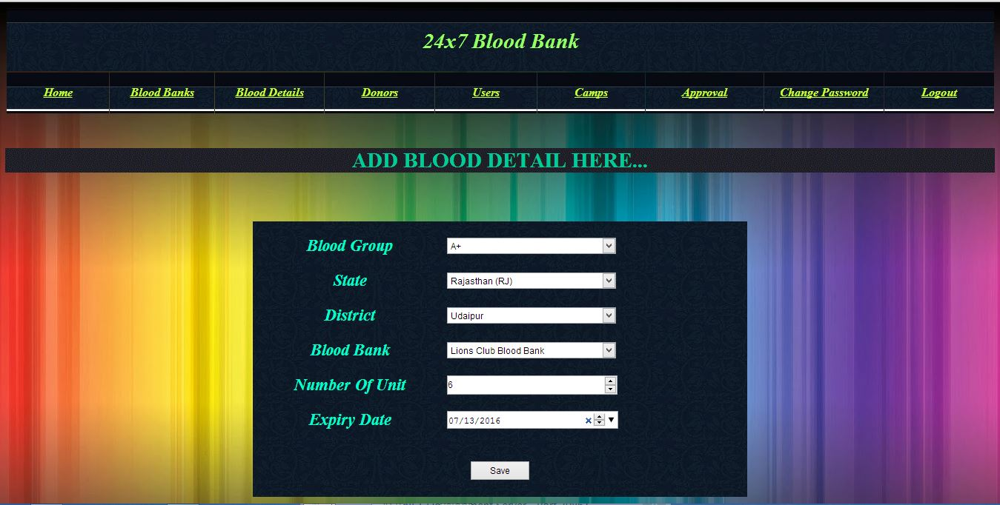 24x7 Blood Bank
Home Blood Banks Blood Details Donors Users Camps Approval Change Password Logout
ADD BLOOD DETAIL HERE...
Blood Group A+
State Rajasthan (RJ)
District Udaipur
Blood Bank Lions Club Blood Bank
Number Of Unit 6
Expiry Date 07/13/2016
Save